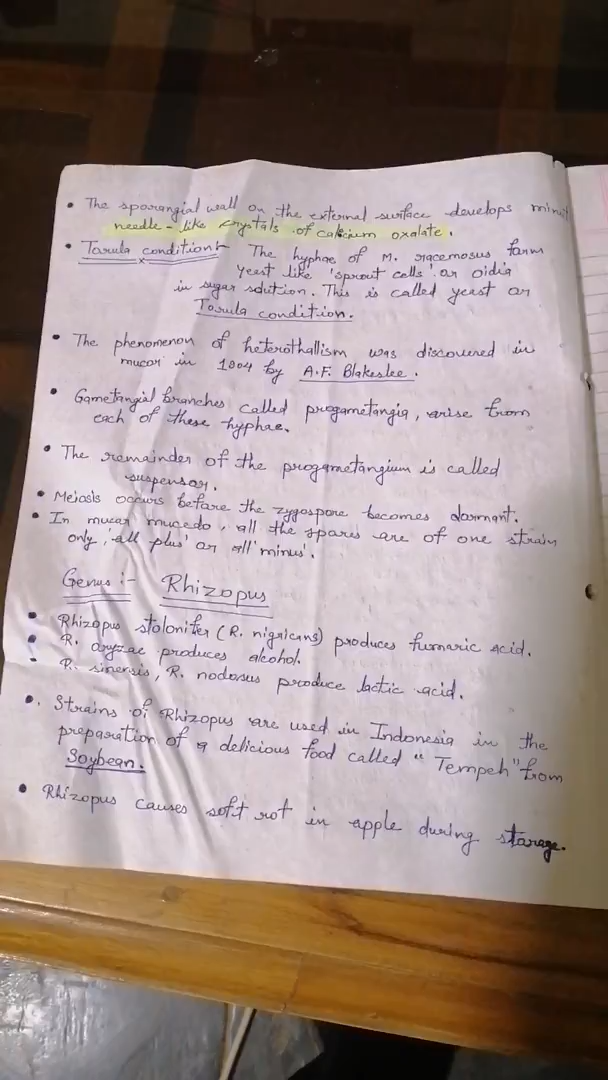 • The sporangial wall on the external surface develops minut
needle-like crystals of calcium oxalate.
• Torula condition:- The hyphae of M. racemosus form
yeast like 'sprout cells' or oidia
in sugar solution. This is called yeast or
Torula condition.
• The phenomenon of heterothallism was discovered in
mucor in 1904 by A.F. Blakeslee.
• Gametangial branches called progametangia, arise from
each of these hyphae.
• The remainder of the progametangium is called
suspensor.
• Meiosis occurs before the zygospore becomes dormant.
• In mucor mucedo, all the spores are of one strain
only, 'all plus' or all 'minus'.
Genus :- Rhizopus
• Rhizopus stolonifer (R. nigricans) produces fumaric acid.
• R. oryzae produces alcohol.
• R. sinensis, R. nodosus produce lactic acid.
• Strains of Rhizopus are used in Indonesia in the
preparation of a delicious food called "Tempeh" from
Soybean.
• Rhizopus causes soft rot in apple during storage.